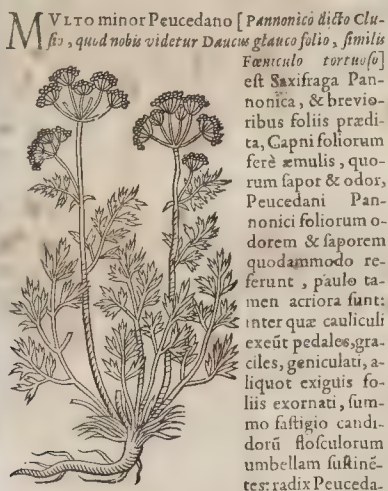 MVLTO minor Peucedano [Pannonico dicto Clu-
sio, quod nobis videtur Daucus glauco folio, similis
Fœniculo tortuoso]
est Saxifraga Pan-
nonica, & brevio-
ribus foliis prædi-
ta, Capni foliorum
ferè æmulis, quo-
rum sapor & odor,
Peucedani Pan-
nonici foliorum o-
dorem & saporem
quodammodo re-
ferunt, paulo ta-
men acriora sunt:
inter quæ cauliculi
exeūt pedales, gra-
ciles, geniculati, a-
liquot exiguis fo-
liis exornati, sum-
mo fastigio candi-
dorū flosculorum
umbellam sustinē-
tes: radix Peuceda-